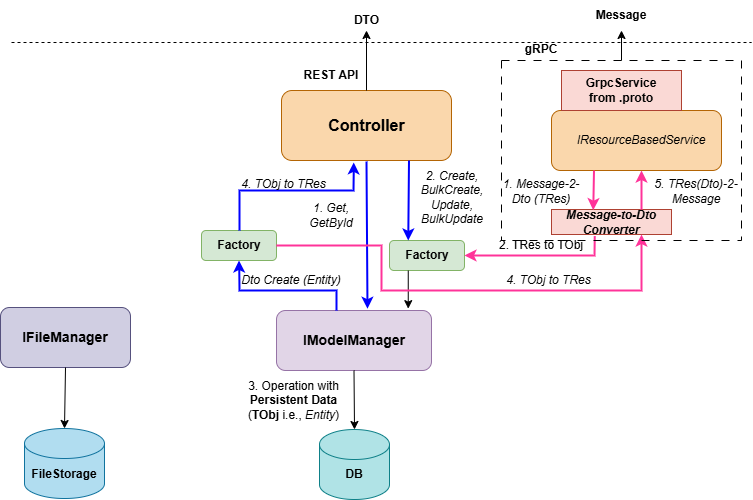 DTO
Message
gRPC
REST API
GrpcService
from .proto
Controller
IResourceBasedService
4. TObj to TRes
2. Create,
BulkCreate,
Update,
BulkUpdate
1. Get,
GetById
1. Message-2-
Dto (TRes)
5. TRes(Dto)-2-
Message
Message-to-Dto
Converter
Factory
Factory
2. TRes to TObj
Dto Create (Entity)
4. TObj to TRes
IFileManager
IModelManager
3. Operation with
Persistent Data
(TObj i.e., Entity)
FileStorage
DB